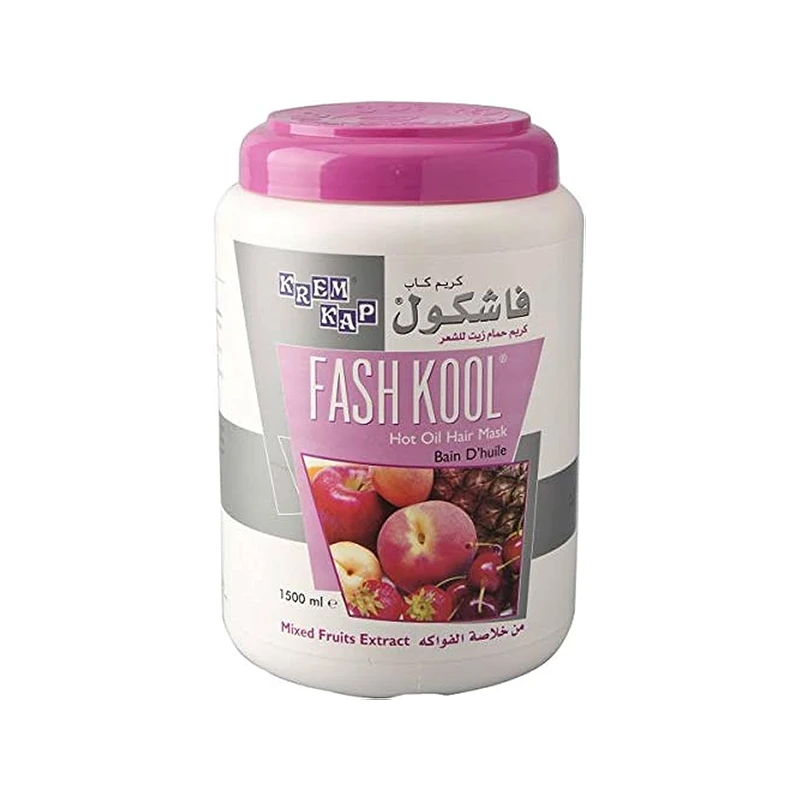 KREM®
KAP
كريم كاب
فاشكول®
كريم حمام زيت للشعر
FASH KOOL®
Hot Oil Hair Mask
Bain D'huile
1500 ml e
Mixed Fruits Extract من خلاصة الفواكه